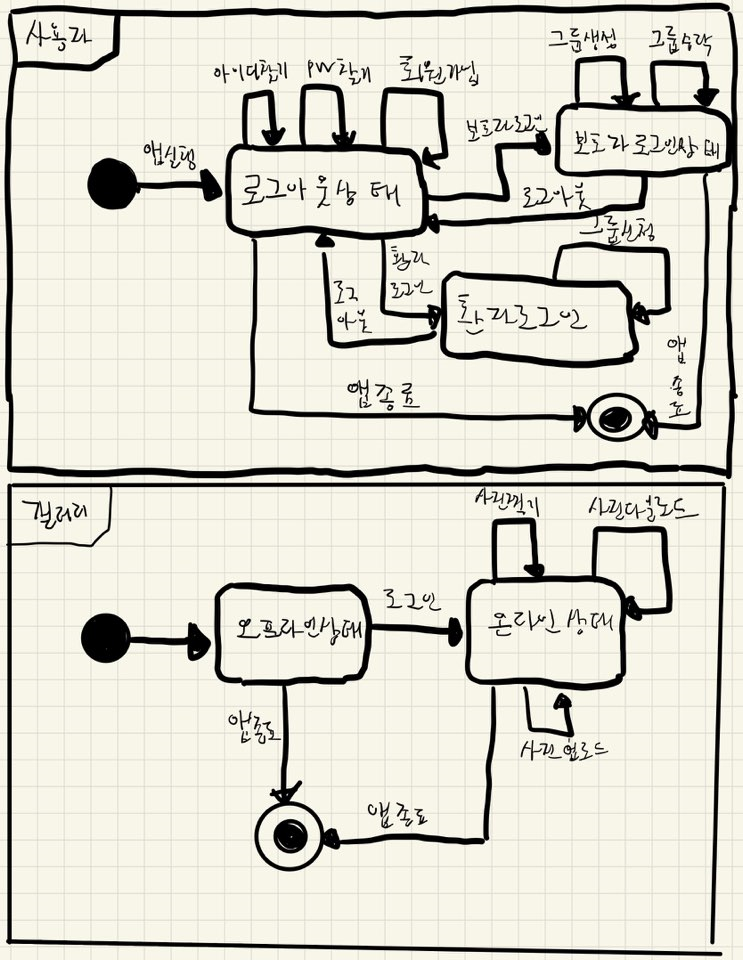 사용자
아이디찾기
PW찾기
회원가입
그룹생성
그룹수락
앱실행
로그아웃상태
보호자로그인
보호자로그인상태
로그아웃
그룹신청
환자
로그인
로그
아웃
환자로그인
앱
종료
앱종료
갤러리
사진찍기
사진다운로드
오프라인상태
로그인
온라인상태
앱종료
사진업로드
앱종료